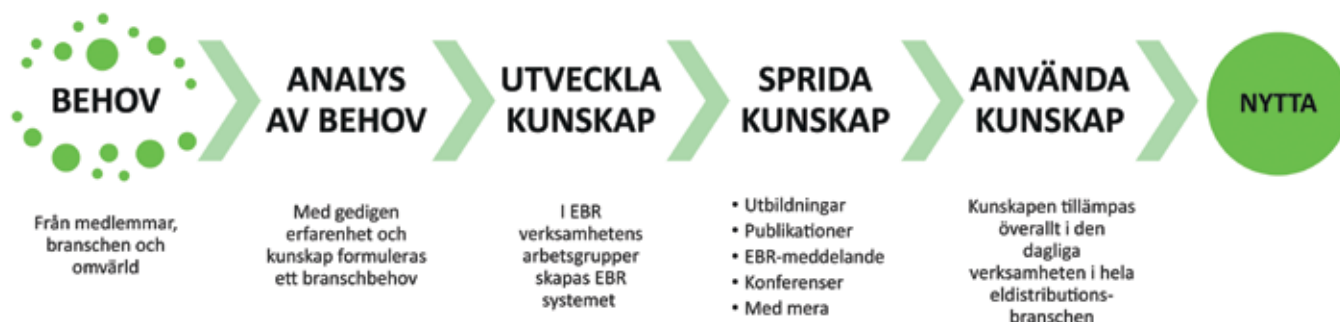 BEHOV
Från medlemmar,
branschen och
omvärld
ANALYS
AV BEHOV
Med gedigen
erfarenhet och
kunskap formuleras
ett branschbehov
UTVECKLA
KUNSKAP
I EBR
verksamhetens
arbetsgrupper
skapas EBR
systemet
SPRIDA
KUNSKAP
• Utbildningar
• Publikationer
• EBR-meddelande
• Konferenser
• Med mera
ANVÄNDA
KUNSKAP
Kunskapen tillämpas
överallt i den
dagliga
verksamheten i hela
eldistributions-
branschen
NYTTA